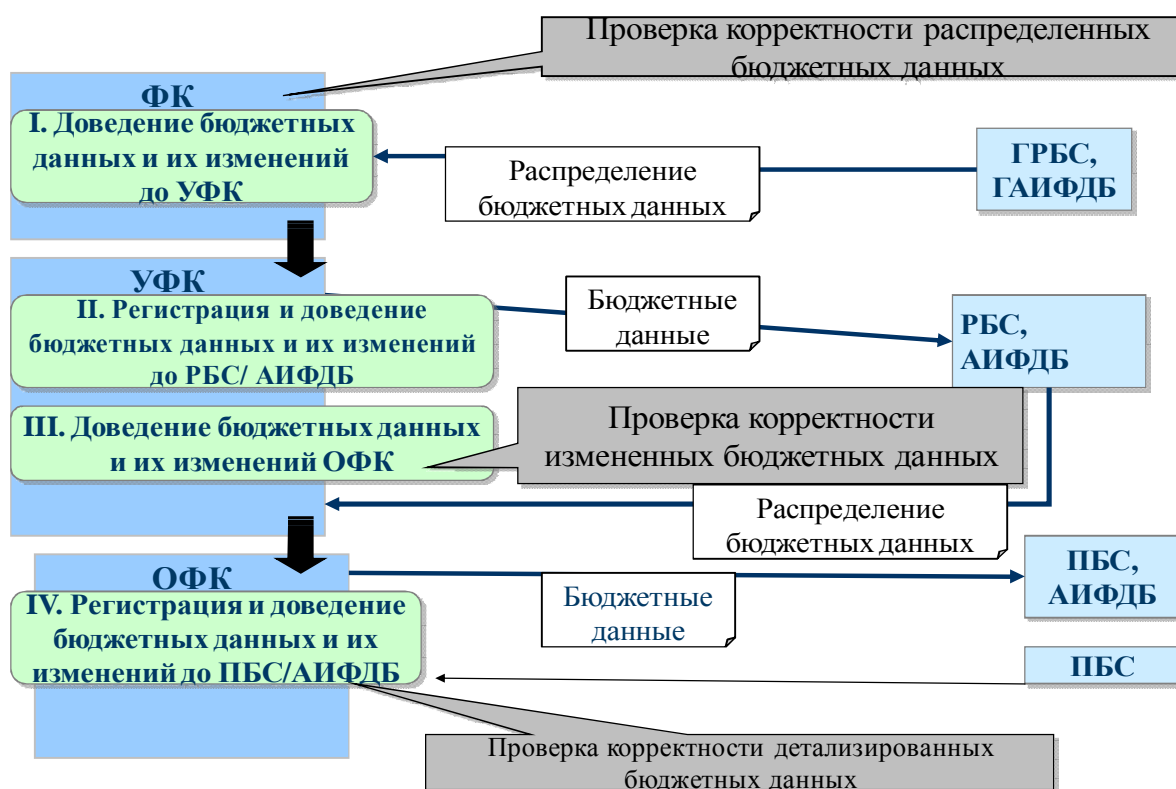 Проверка корректности распределенных
бюджетных данных
ФК
I. Доведение бюджетных
данных и их изменений
до УФК
Распределение
бюджетных данных
ГРБС,
ГАИФДБ
УФК
II. Регистрация и доведение
бюджетных данных и их изменений
до РБС/ АИФДБ
Бюджетные
данные
РБС,
АИФДБ
III. Доведение бюджетных данных
и их изменений ОФК
Проверка корректности
измененных бюджетных данных
Распределение
бюджетных данных
ОФК
IV. Регистрация и доведение
бюджетных данных и их
изменений до ПБС/АИФДБ
Бюджетные
данные
ПБС,
АИФДБ
ПБС
Проверка корректности детализированных
бюджетных данных